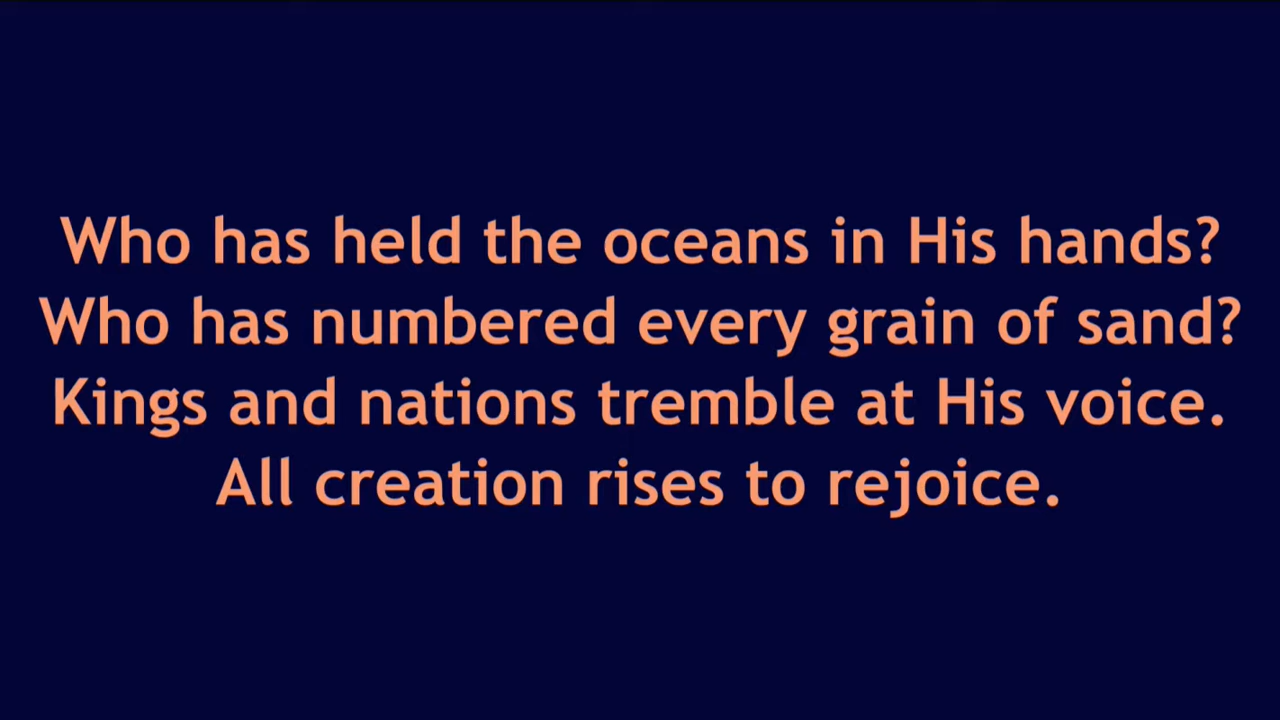 Who has held the oceans in His hands?
Who has numbered every grain of sand?
Kings and nations tremble at His voice.
All creation rises to rejoice.